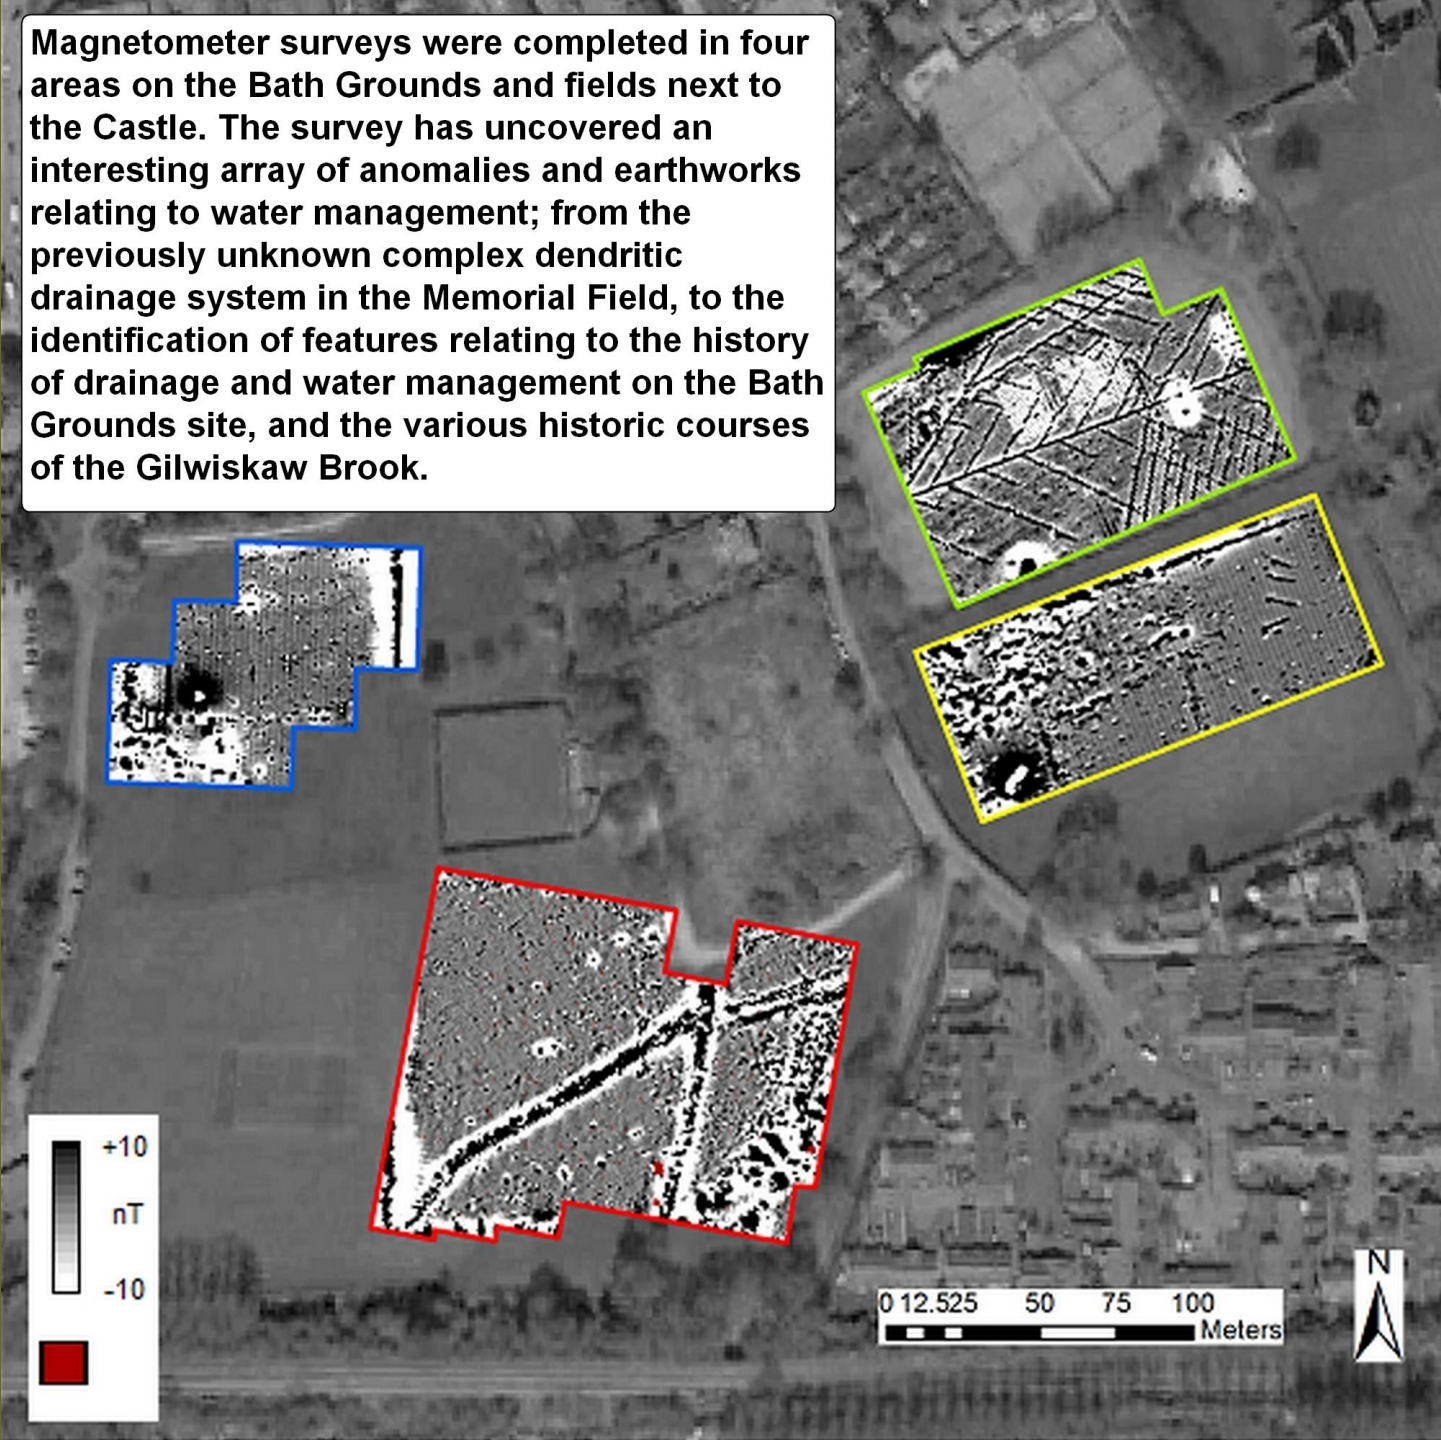 Magnetometer surveys were completed in four
areas on the Bath Grounds and fields next to
the Castle. The survey has uncovered an
interesting array of anomalies and earthworks
relating to water management; from the
previously unknown complex dendritic
drainage system in the Memorial Field, to the
identification of features relating to the history
of drainage and water management on the Bath
Grounds site, and the various historic courses
of the Gilwiskaw Brook.
+10
nT
-10
N
0 12.525 50 75 100
Meters